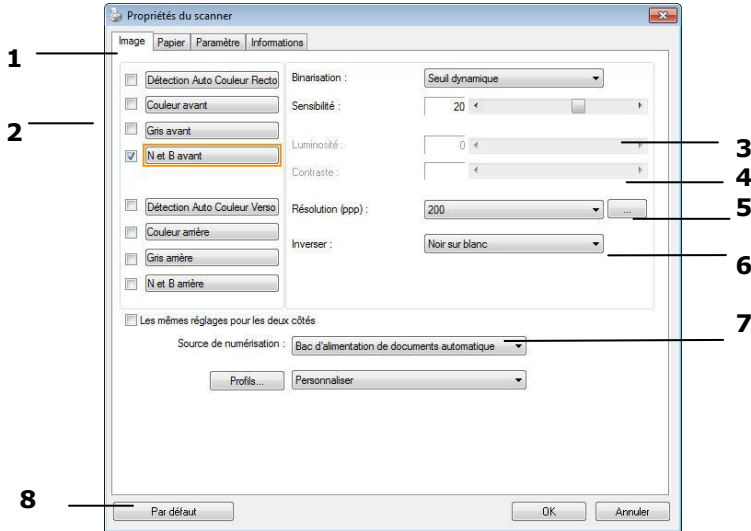 Propriétés du scanner
Image Papier Paramètre Informations
1
Détection Auto Couleur Recto
Binarisation : Seuil dynamique
Couleur avant
Sensibilité : 20
2
Gris avant
Luminosité : 0
3
N et B avant
Contraste :
4
Détection Auto Couleur Verso
Résolution (ppp) : 200 ...
5
Couleur arrière
Inverser : Noir sur blanc
6
Gris arrière
N et B arrière
Les mêmes réglages pour les deux côtés
7
Source de numérisation : Bac d'alimentation de documents automatique
Profils... Personnaliser
8
Par défaut OK Annuler